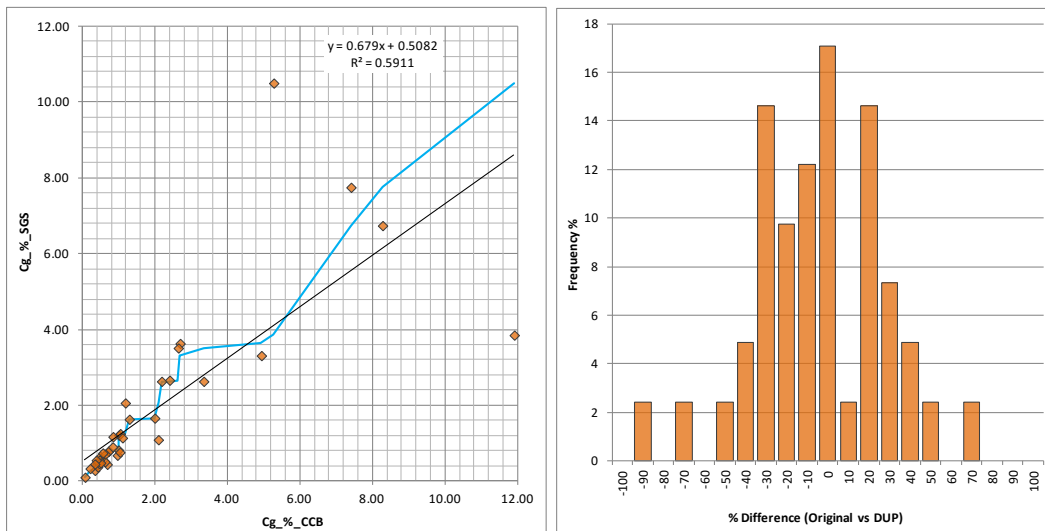 12.00
10.00
8.00
6.00
4.00
2.00
0.00
Cg_%_SGS
y = 0.679x + 0.5082
R² = 0.5911
0.00 2.00 4.00 6.00 8.00 10.00 12.00
Cg_%_CCB
18
16
14
12
10
8
6
4
2
0
Frequency %
-100 -90 -80 -70 -60 -50 -40 -30 -20 -10 0 10 20 30 40 50 60 70 80 90 100
% Difference (Original vs DUP)